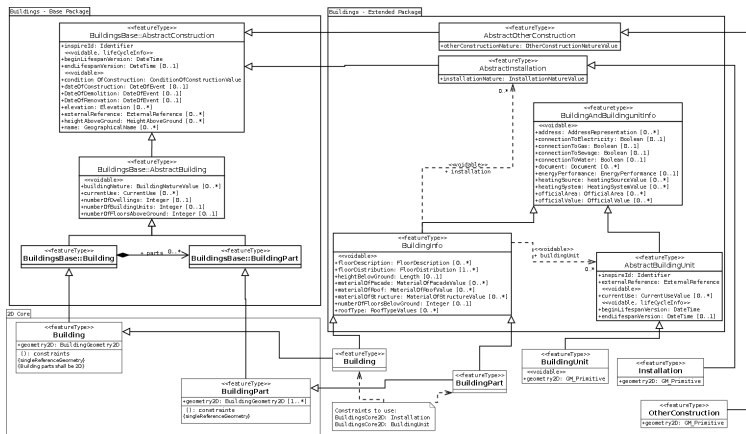 Buildings - Base Package
<<featureType>>
BuildingsBase::AbstractConstruction
+inspireId: Identifier
<<voidable, lifeCycleInfo>>
+beginLifespanVersion: DateTime
+endLifespanVersion: DateTime [0..1]
<<voidable>>
+condition OfConstruction: ConditionOfConstructionValue
+dateOfConstruction: DateOfEvent [0..1]
+dateOfDemolition: DateOfEvent [0..1]
+DateOfRenovation: DateOfEvent [0..1]
+elevation: Elevation [0..*]
+externalReference: ExternalReference [0..*]
+heightAboveGround: HeightAboveGround [0..*]
+name: GeographicalName [0..*]
<<featureType>>
BuildingsBase::AbstractBuilding
<<voidable>>
+buildingNature: BuildingNatureValue [0..*]
+currentUse: CurrentUse [0..*]
+numberOfDwellings: Integer [0..1]
+numberOfBuildingUnits: Integer [0..1]
+numberOfFloorsAboveGround: Integer [0..1]
<<featureType>>
BuildingsBase::Building
+ parts 0..*
<<featureType>>
BuildingsBase::BuildingPart
2D Core
<<featureType>>
Building
+geometry2D: BuildingGeometry2D
(): constraints
{singleReferenceGeometry}
{Building parts shall be 2D}
<<featureType>>
BuildingPart
+geometry2D: BuildingGeometry2D [1..*]
(): constraints
{singleReferenceGeometry}
Buildings - Extended Package
<<featureType>>
AbstractOtherConstruction
+otherConstructionNature: OtherConstructionNatureValue
<<featureType>>
AbstractInstallation
+installationNature: InstallationNatureValue
0..*
<<voidable>>
+ installation
<<featuretype>>
BuildingAndBuildingunitInfo
<<voidable>>
+address: AddressRepresentation [0..*]
+connectionToElectricity: Boolean [0..1]
+connectionToGas: Boolean [0..1]
+connectionToSewage: Boolean [0..1]
+connectionToWater: Boolean [0..1]
+document: Document [0..*]
+energyPerformance: EnergyPerformance [0..1]
+heatingSource: heatingSourceValue [0..*]
+heatingSystem: HeatingSystemValue [0..*]
+officialArea: OfficialArea [0..*]
+officialValue: OfficialValue [0..*]
<<featureType>>
BuildingInfo
<<voidable>>
+floorDescription: FloorDescription [0..*]
+floorDistribution: FloorDistribution [1..*]
+heightBelowGround: Length [0..1]
+materialOfFacade: MaterialOfFacadeValue [0..*]
+materialOfRoof: MaterialOfRoofValue [0..*]
+materialOfStructure: MaterialOfStructureValue [0..*]
+numberOfFloorsBelowGround: Integer [0..1]
+roofType: RoofTypeValues [0..*]
<<voidable>>
+ buildingUnit
0..*
<<featureType>>
AbstractBuildingUnit
+inspireId: Identifier
+externalReference: ExternalReference
<<voidable>>
+currentUse: CurrentUseValue [0..*]
<<voidable, lifeCycleInfo>>
+beginLifespanVersion: DateTime
+endLifespanVersion: DateTime [0..1]
<<featureType>>
Building
<<featureType>>
BuildingPart
<<featureType>>
BuildingUnit
<<voidable>>
+geometry2D: GM_Primitive
<<featureType>>
Installation
+geometry2D: GM_Primitive
<<featureType>>
OtherConstruction
+geometry2D: GM_Primitive
Constraints to use:
BuildingsCore2D: Installation
BuildingsCore2D: BuildingUnit